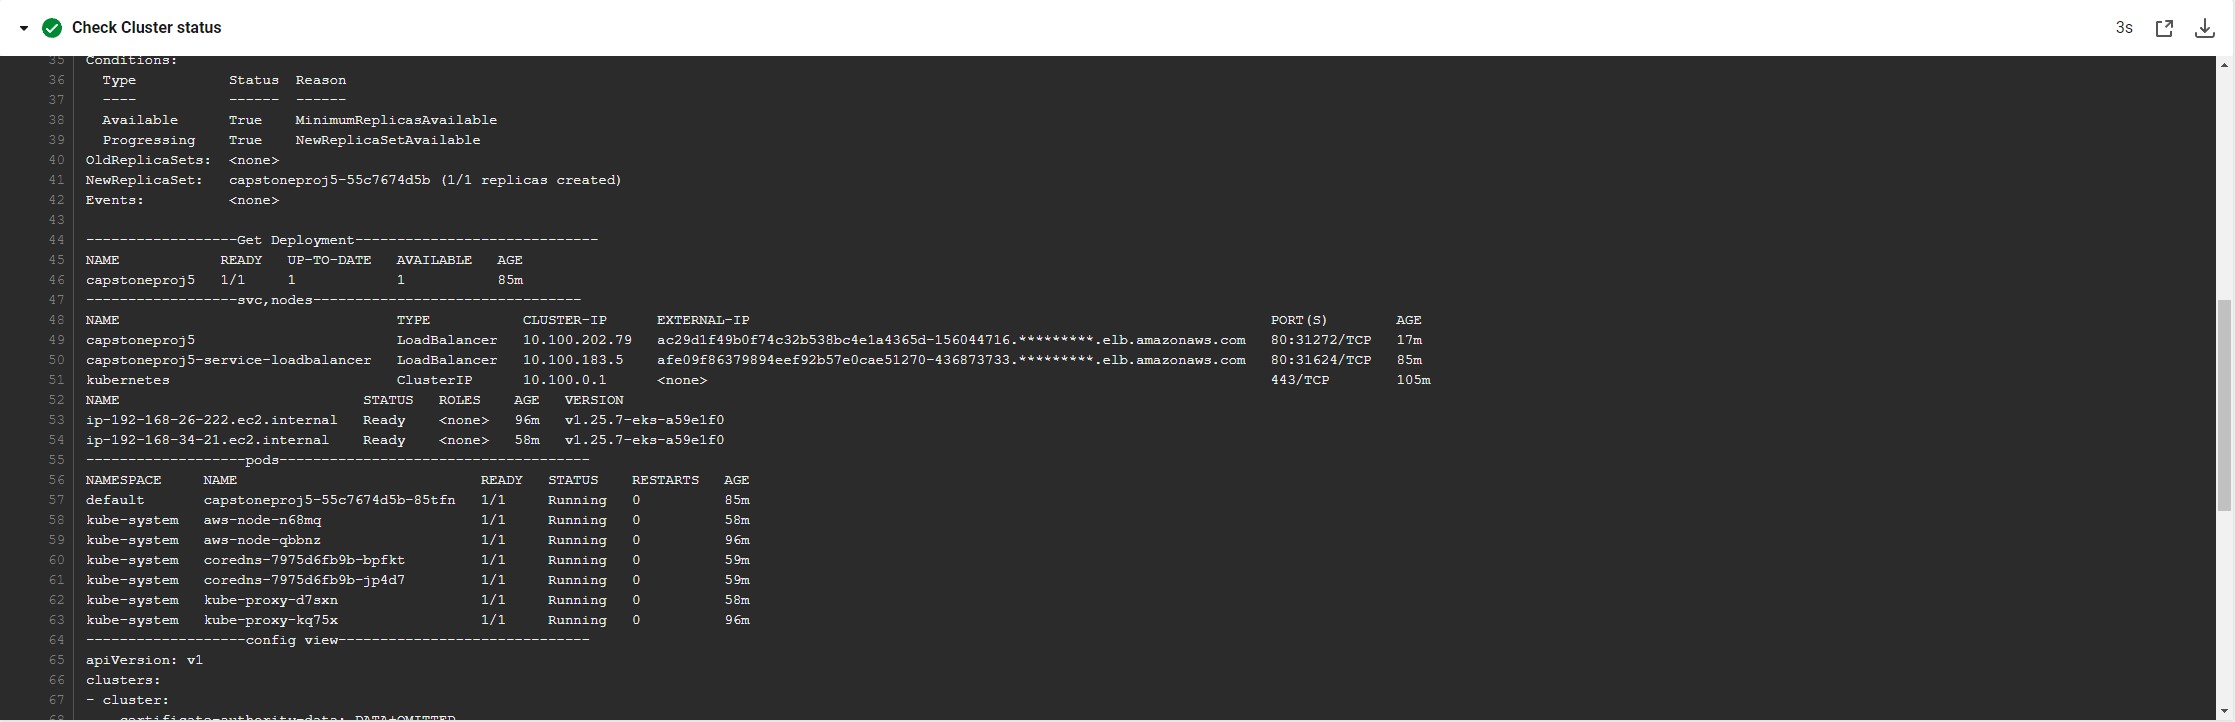 Check Cluster status
3s
35 Conditions:
36   Type           Status  Reason
37   ----           ------  ------
38   Available      True    MinimumReplicasAvailable
39   Progressing    True    NewReplicaSetAvailable
40 OldReplicaSets:  <none>
41 NewReplicaSet:   capstoneproj5-55c7674d5b (1/1 replicas created)
42 Events:          <none>
43
44 ------------------Get Deployment-----------------------------
45 NAME            READY   UP-TO-DATE   AVAILABLE   AGE
46 capstoneproj5   1/1     1            1           85m
47 ------------------svc,nodes--------------------------------
48 NAME                                 TYPE           CLUSTER-IP      EXTERNAL-IP                                                              PORT(S)        AGE
49 capstoneproj5                        LoadBalancer   10.100.202.79   ac29d1f49b0f74c32b538bc4e1a4365d-156044716.*********.elb.amazonaws.com   80:31272/TCP   17m
50 capstoneproj5-service-loadbalancer   LoadBalancer   10.100.183.5    afe09f86379894eef92b57e0cae51270-436873733.*********.elb.amazonaws.com   80:31624/TCP   85m
51 kubernetes                           ClusterIP      10.100.0.1      <none>                                                                   443/TCP        105m
52 NAME                             STATUS   ROLES    AGE   VERSION
53 ip-192-168-26-222.ec2.internal   Ready    <none>   96m   v1.25.7-eks-a59e1f0
54 ip-192-168-34-21.ec2.internal    Ready    <none>   58m   v1.25.7-eks-a59e1f0
55 -------------------pods-------------------------------------
56 NAMESPACE     NAME                             READY   STATUS    RESTARTS   AGE
57 default       capstoneproj5-55c7674d5b-85tfn   1/1     Running   0          85m
58 kube-system   aws-node-n68mq                   1/1     Running   0          58m
59 kube-system   aws-node-qbbnz                   1/1     Running   0          96m
60 kube-system   coredns-7975d6fb9b-bpfkt         1/1     Running   0          59m
61 kube-system   coredns-7975d6fb9b-jp4d7         1/1     Running   0          59m
62 kube-system   kube-proxy-d7sxn                 1/1     Running   0          58m
63 kube-system   kube-proxy-kq75x                 1/1     Running   0          96m
64 -------------------config view------------------------------
65 apiVersion: v1
66 clusters:
67 - cluster:
68     certificate-authority-data: DATA+OMITTED